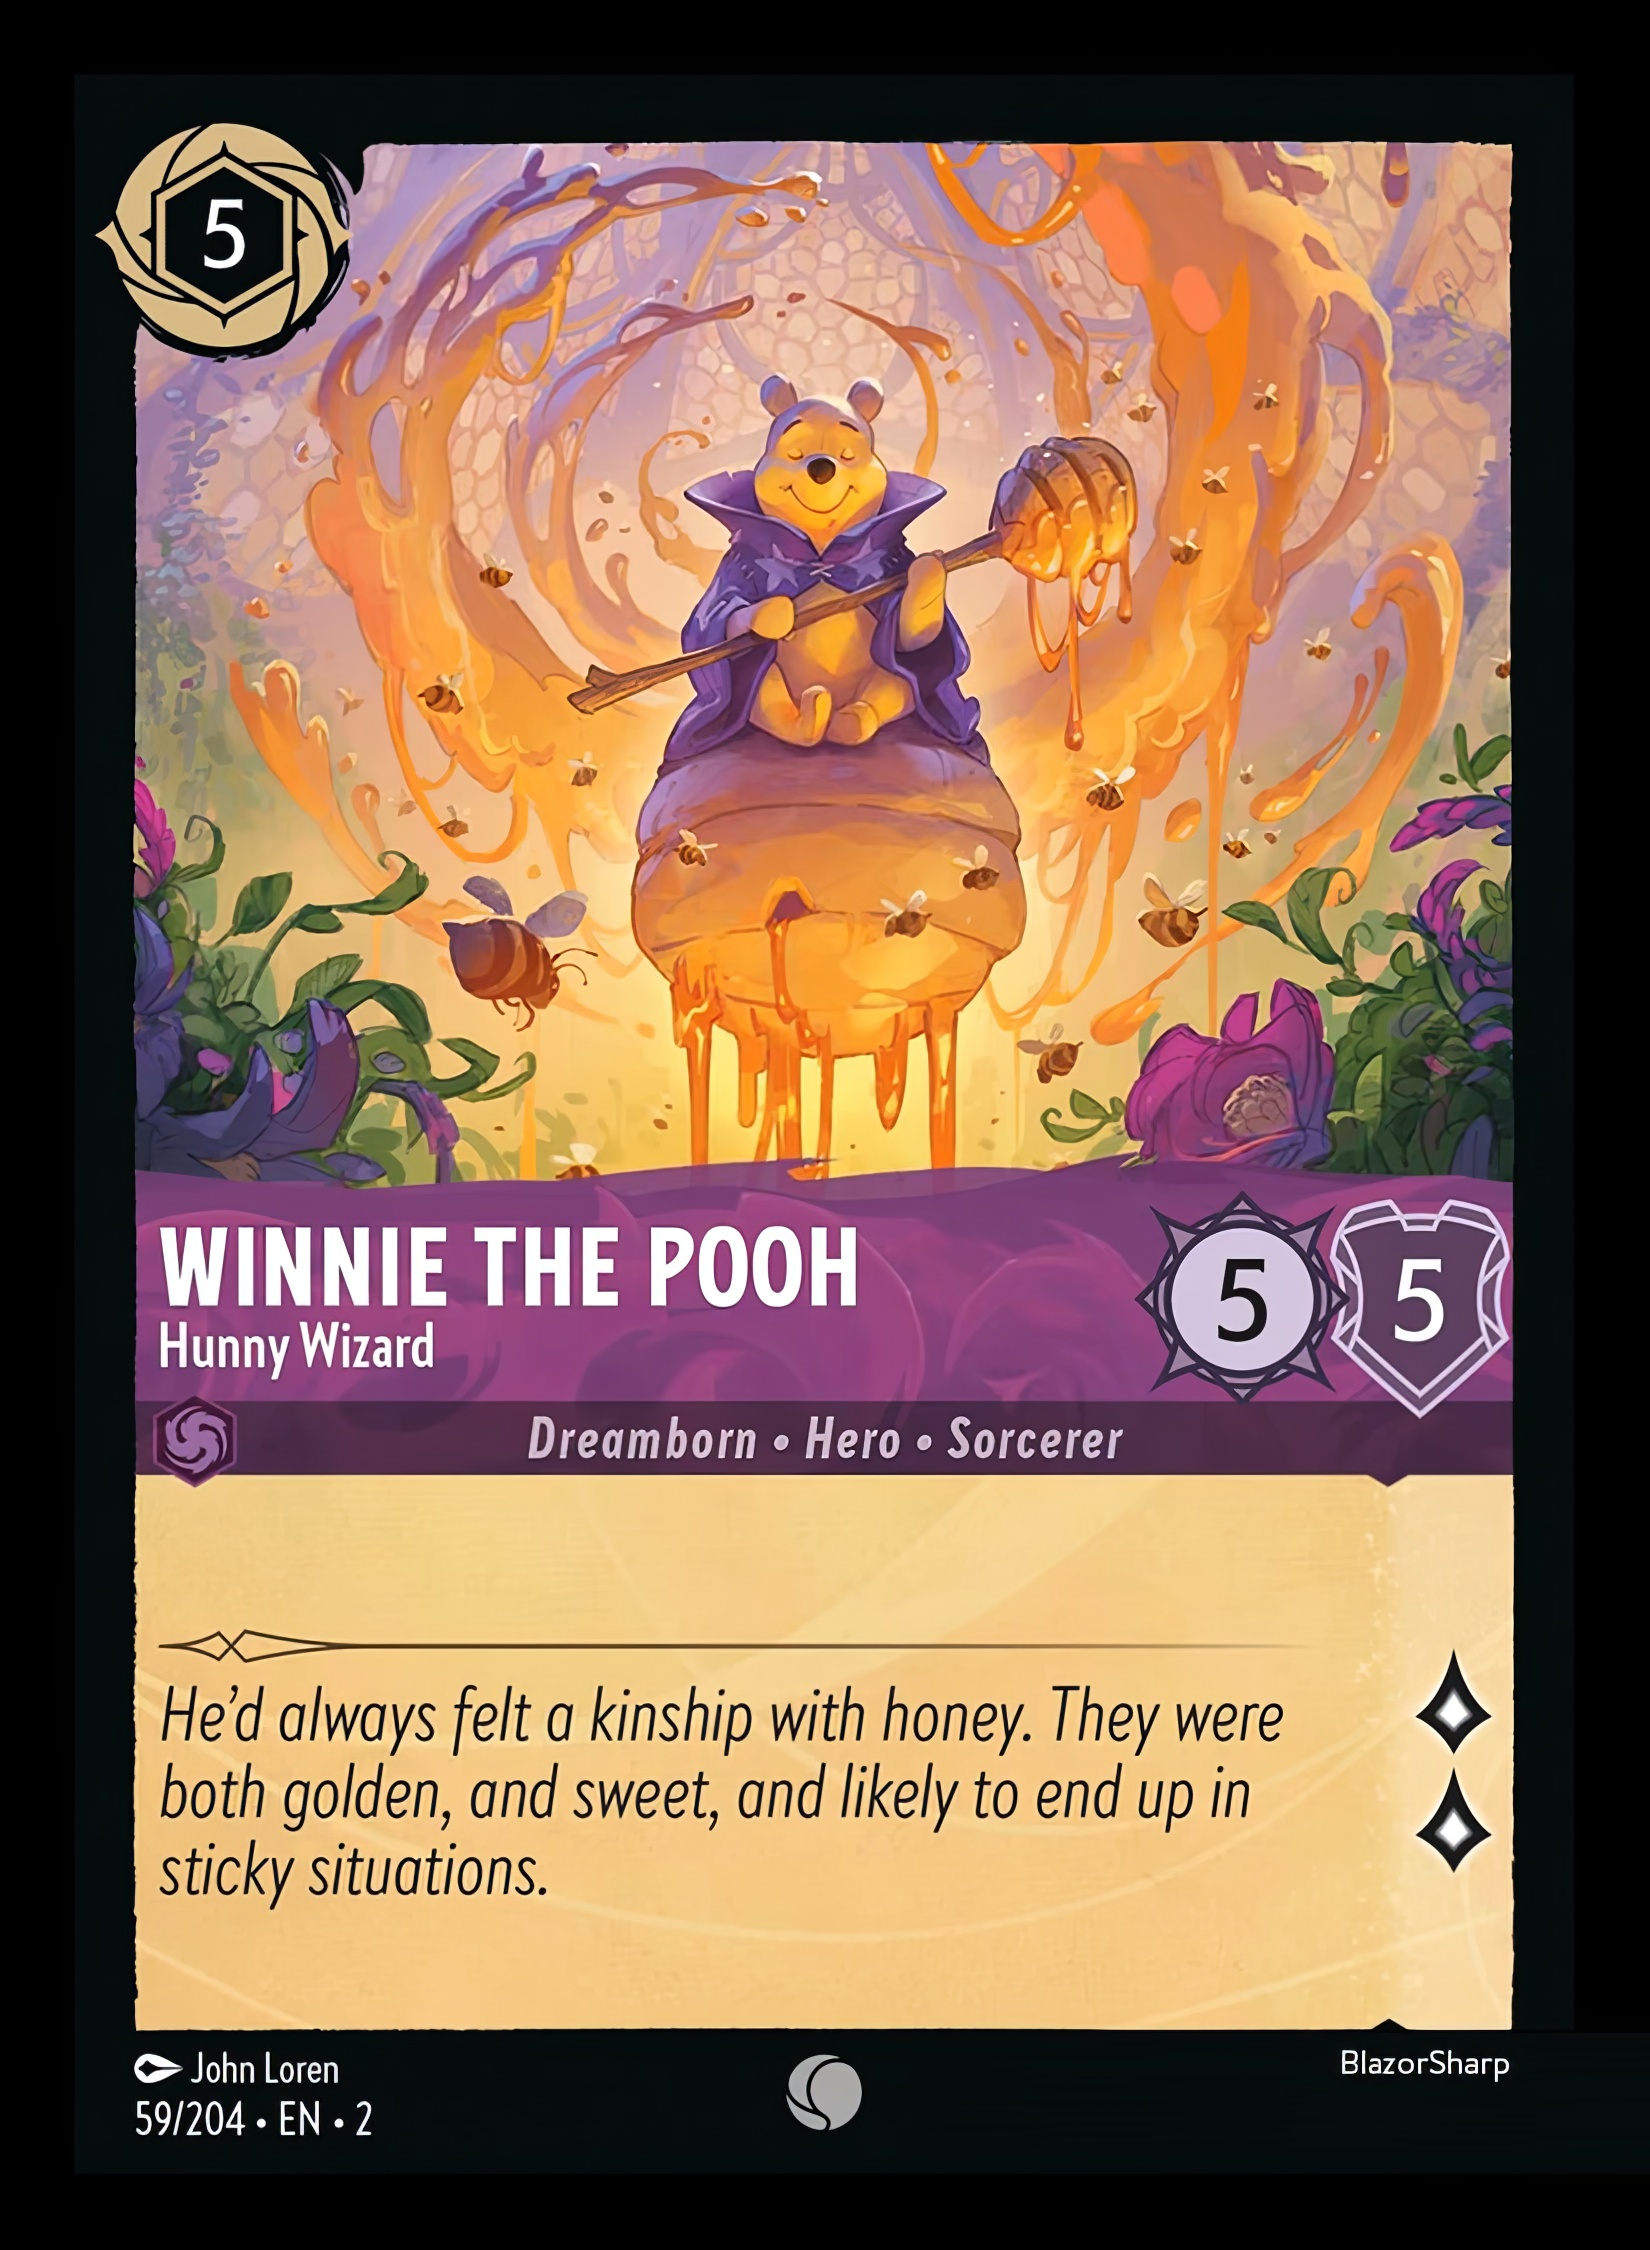 5
WINNIE THE POOH
5 5
Hunny Wizard
Dreamborn • Hero • Sorcerer
He’d always felt a kinship with honey. They were
both golden, and sweet, and likely to end up in
sticky situations.
John Loren
BlazorSharp
59/204 • EN • 2